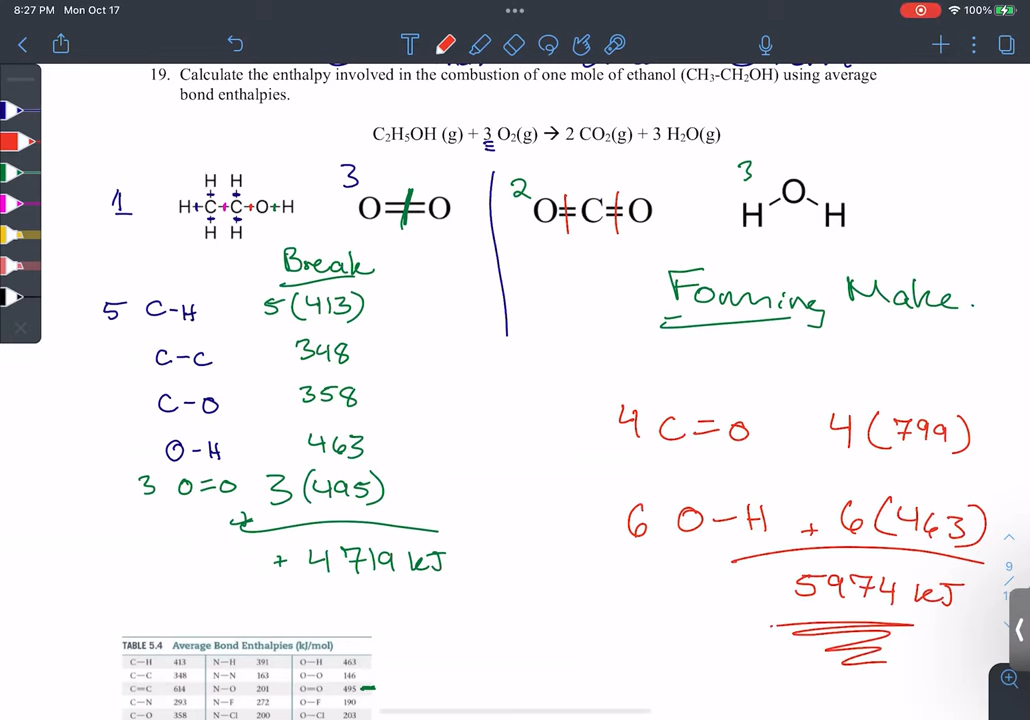 8:27 PM Mon Oct 17
100%
19. Calculate the enthalpy involved in the combustion of one mole of ethanol (CH₃-CH₂OH) using average
bond enthalpies.
C₂H₅OH (g) + 3 O₂(g) → 2 CO₂(g) + 3 H₂O(g)
1
H H
H C C O H
H H
3
O=O
2
O=C=O
3
O
H H
Break
Forming Make.
5 C-H 5(413)
C-C 348
C-O 358
O-H 463
3 O=O 3(495)
+ 4719 kJ
4 C=O 4(799)
6 O-H + 6(463)
5974 kJ
9
/
TABLE 5.4 Average Bond Enthalpies (kJ/mol)
C—H 413 N—H 391 O—H 463
C—C 348 N—N 163 O—O 146
C=C 614 N—O 201 O=O 495
C—N 293 N—F 272 O—F 190
C—O 358 N—Cl 200 O—Cl 203